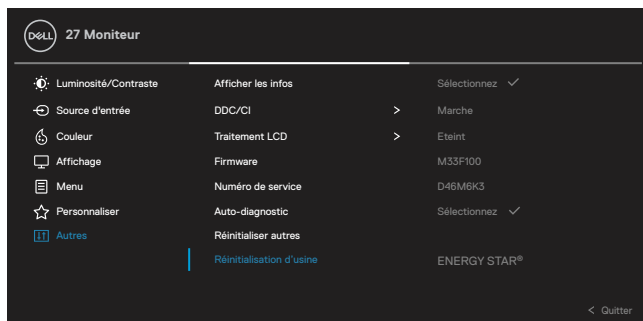 DELL 27 Moniteur
Luminosité/Contraste Afficher les infos Sélectionnez ✓
Source d'entrée DDC/CI > Marche
Couleur Traitement LCD > Eteint
Affichage Firmware M33F100
Menu Numéro de service D46M6K3
Personnaliser Auto-diagnostic Sélectionnez ✓
Autres Réinitialiser autres
Réinitialisation d'usine ENERGY STAR®
< Quitter